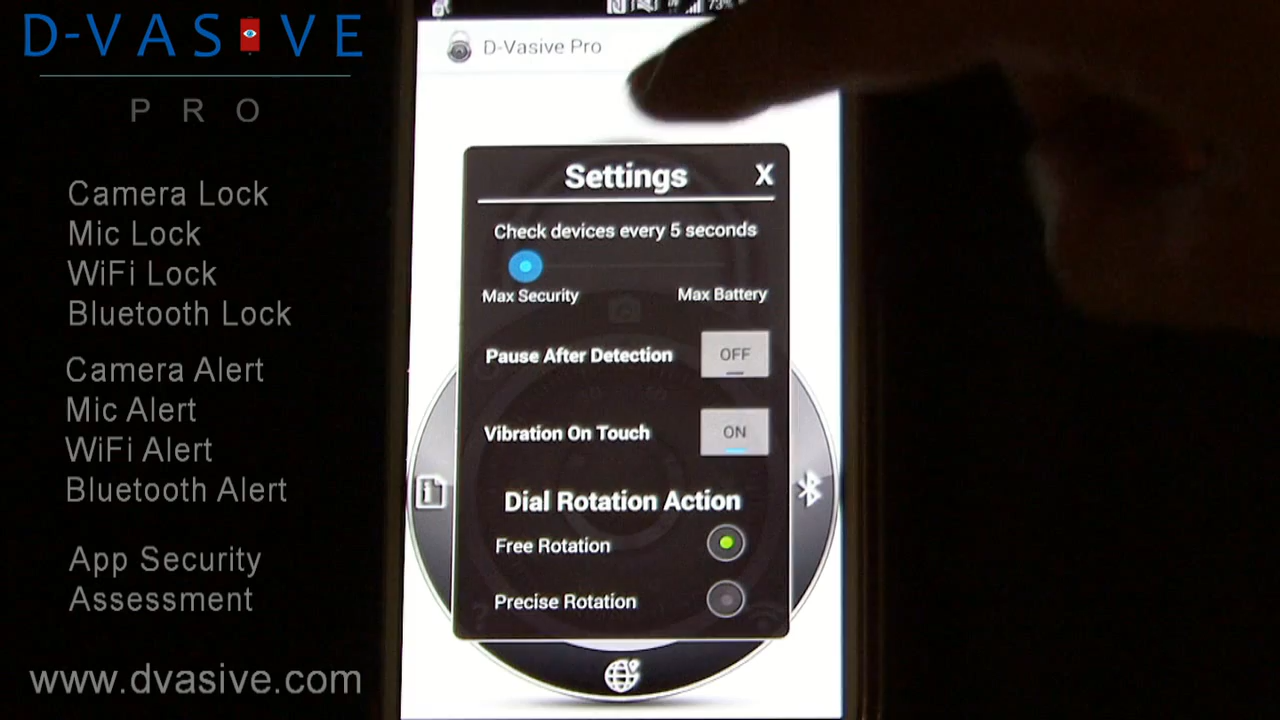 D-VASIVE
PRO
Camera Lock
Mic Lock
WiFi Lock
Bluetooth Lock
Camera Alert
Mic Alert
WiFi Alert
Bluetooth Alert
App Security
Assessment
www.dvasive.com
73%
D-Vasive Pro
Settings X
Check devices every 5 seconds
Max Security Max Battery
Pause After Detection OFF
Vibration On Touch ON
Dial Rotation Action
Free Rotation
Precise Rotation